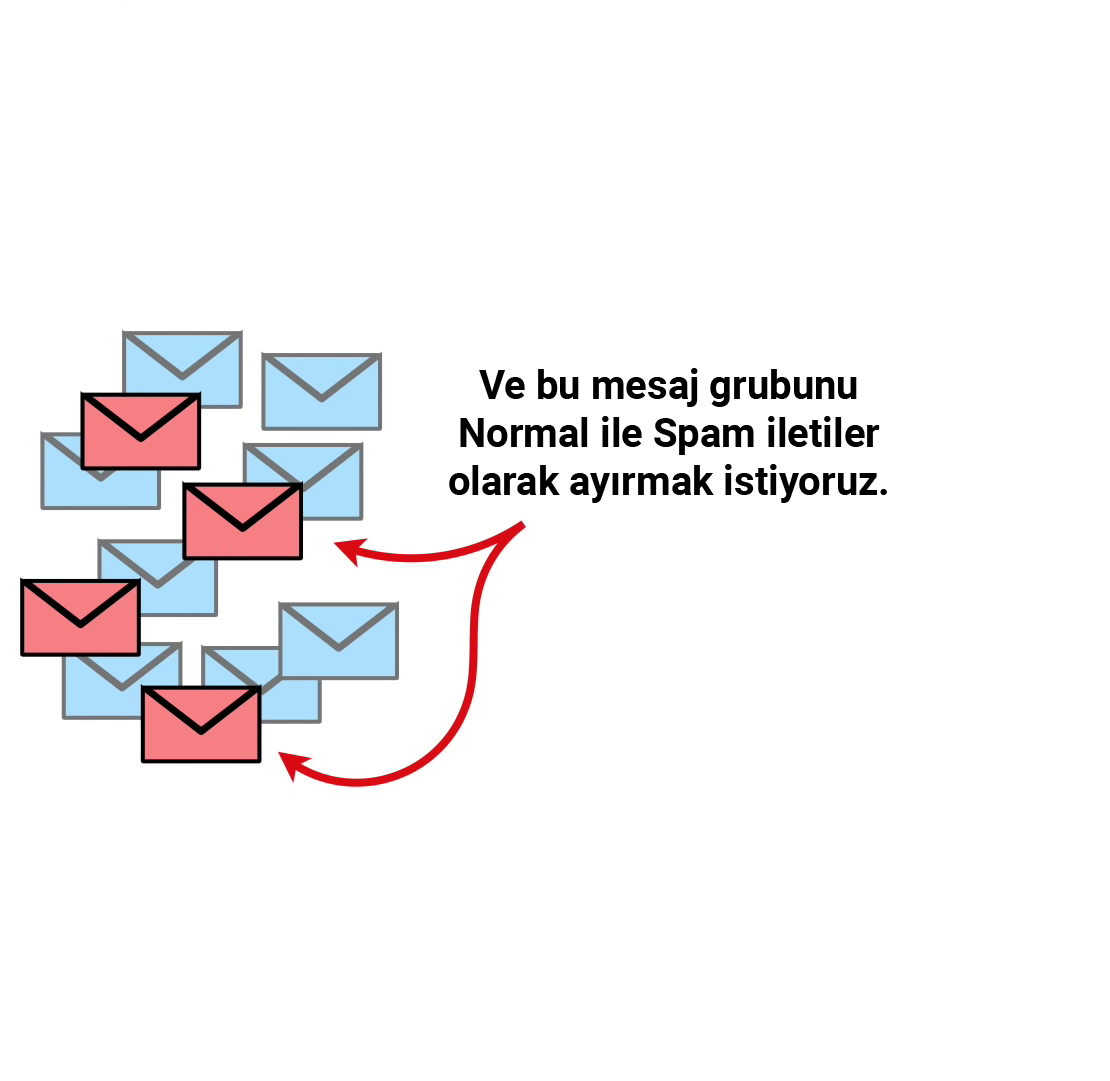 Ve bu mesaj grubunu
Normal ile Spam iletiler
olarak ayırmak istiyoruz.